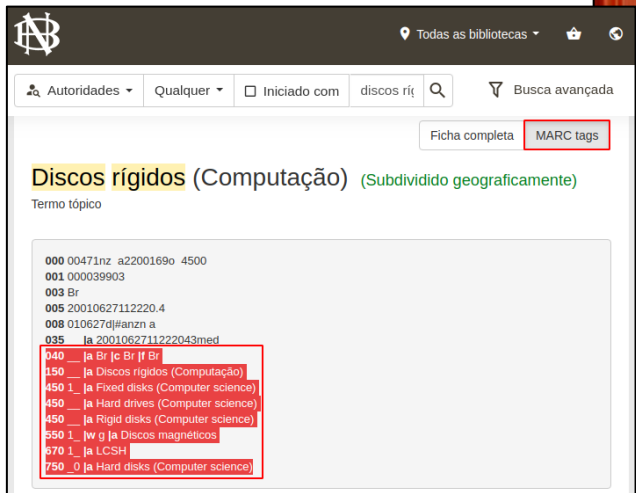 BN
Todas as bibliotecas
Autoridades Qualquer Iniciado com discos ríg Busca avançada
Ficha completa MARC tags
Discos rígidos (Computação) (Subdividido geograficamente)
Termo tópico
000 00471nz a2200169o 4500
001 000039903
003 Br
005 20010627112220.4
008 010627d|#anzn a
035 |a 2001062711222043med
040 __ |a Br |c Br |f Br
150 __ |a Discos rígidos (Computação)
450 1_ |a Fixed disks (Computer science)
450 __ |a Hard drives (Computer science)
450 __ |a Rigid disks (Computer science)
550 1_ |w g |a Discos magnéticos
670 1_ |a LCSH
750 _0 |a Hard disks (Computer science)